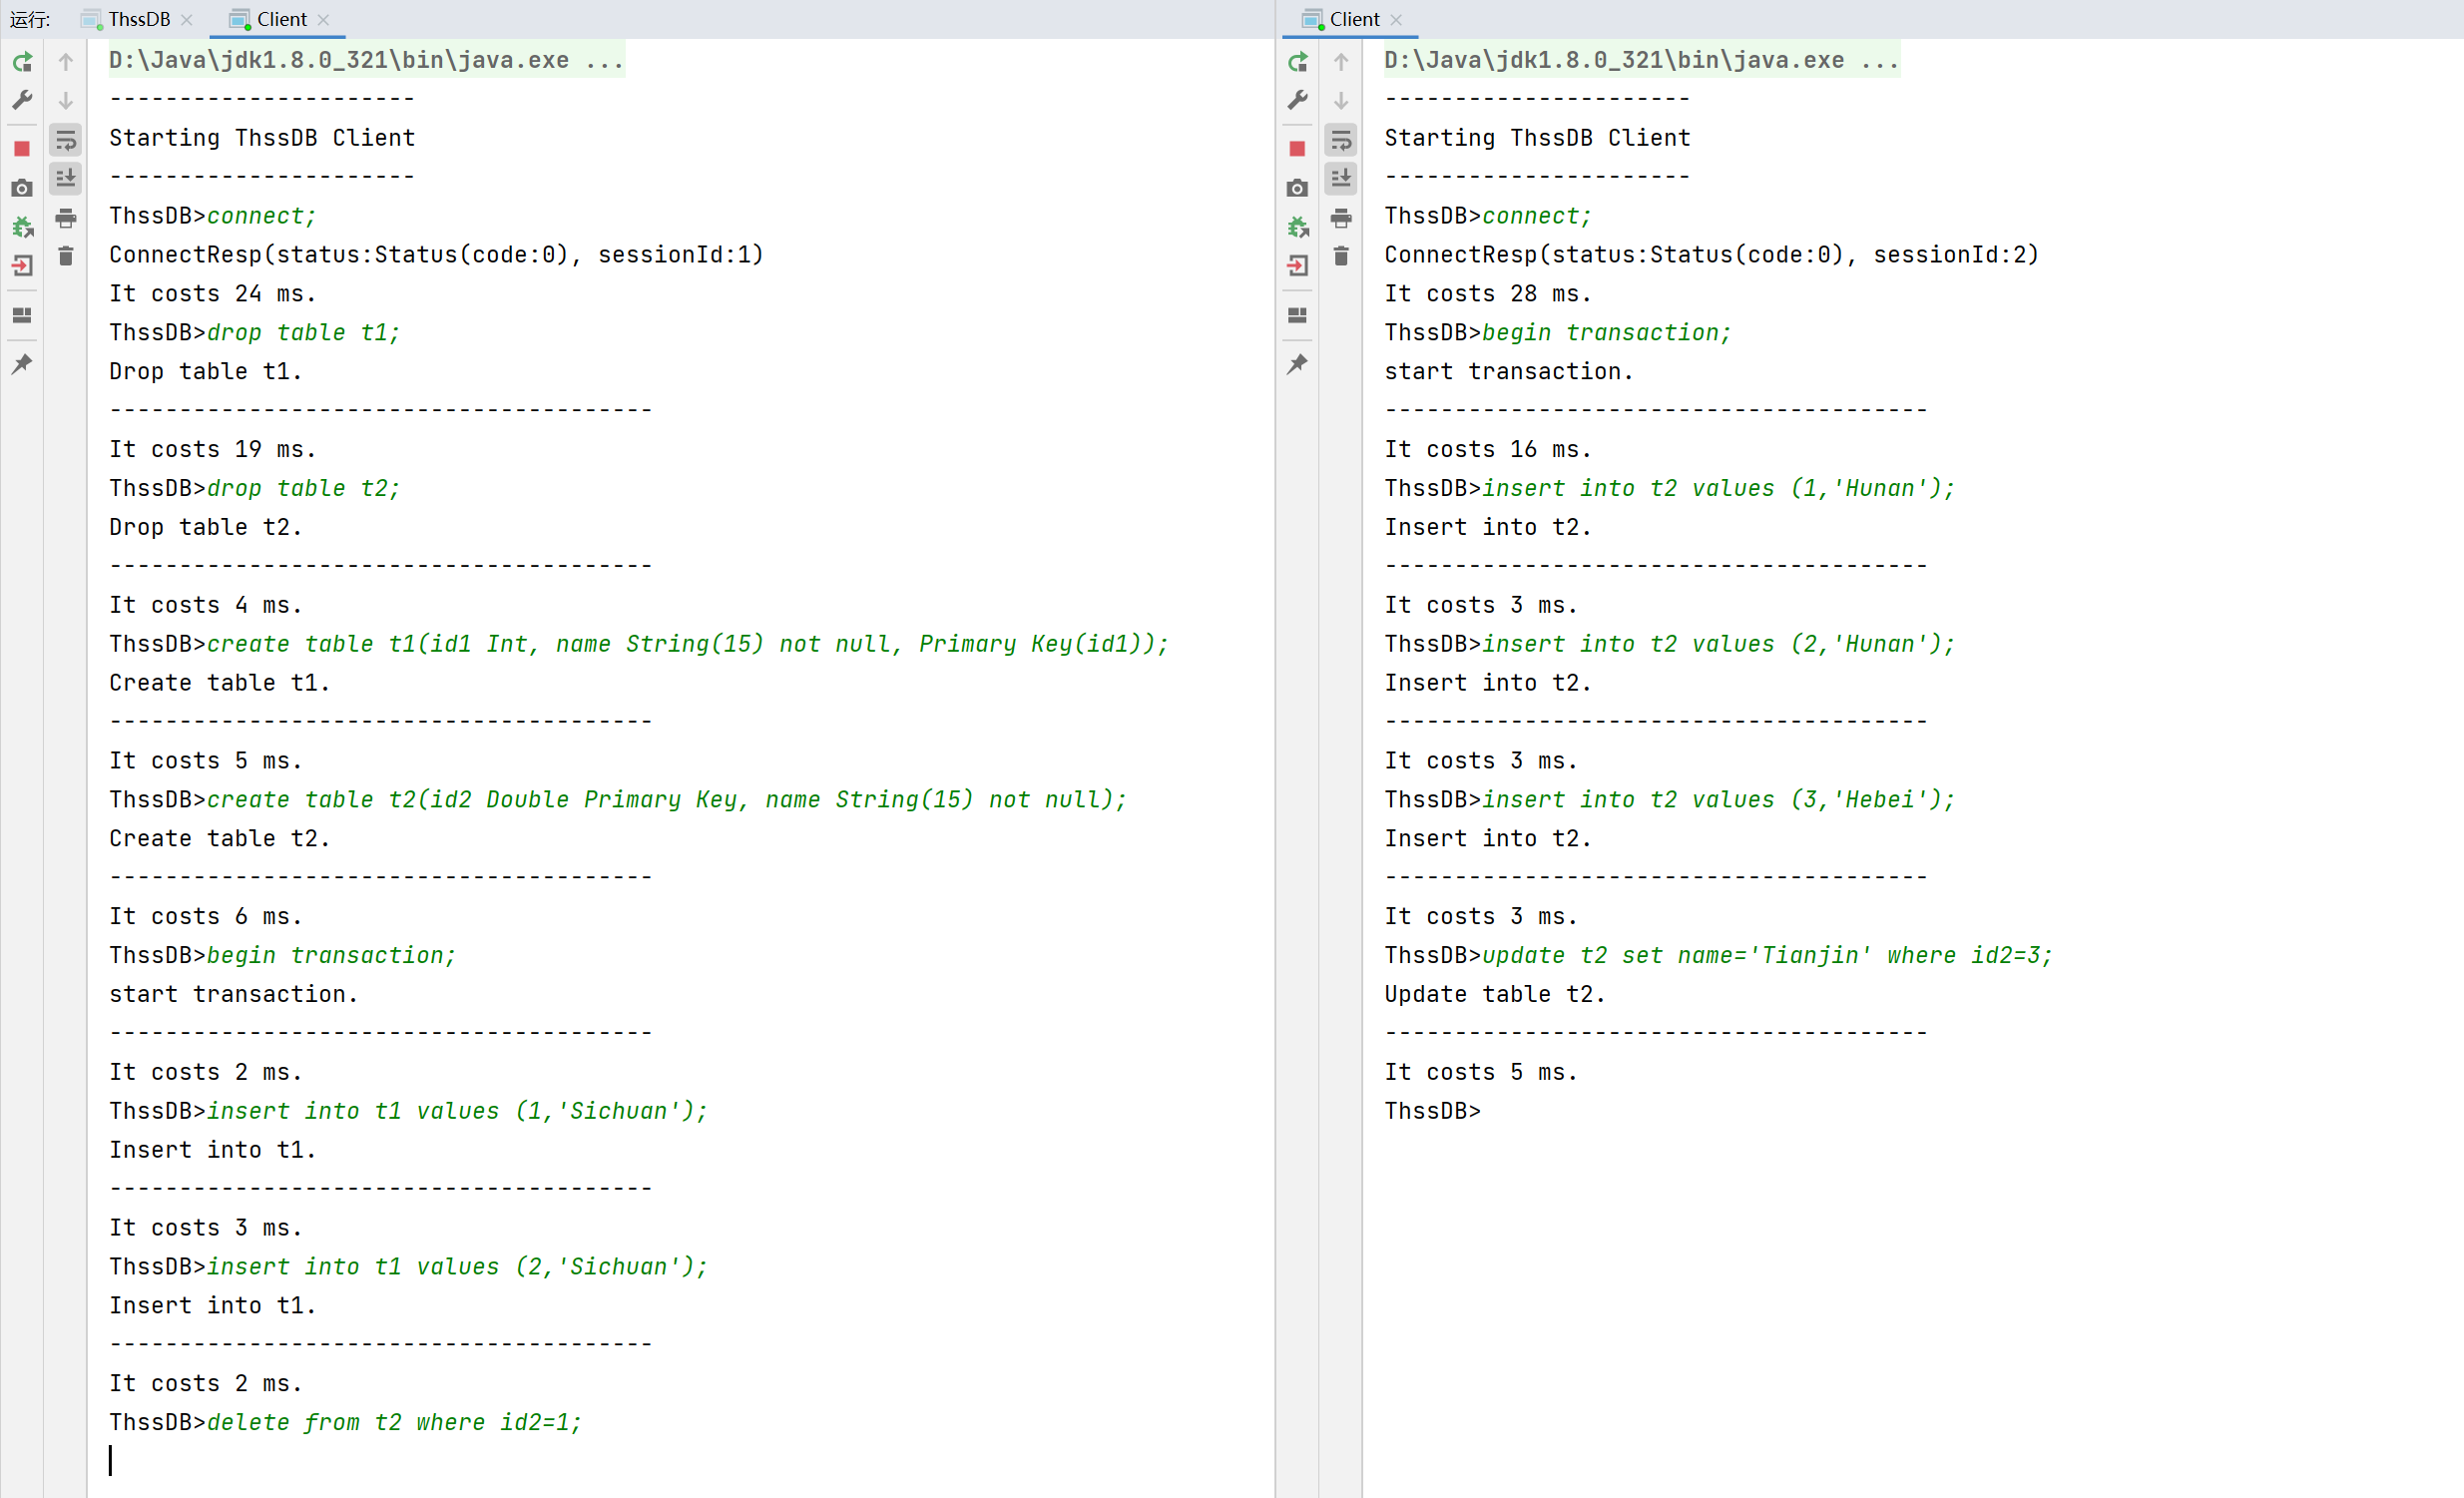 运行: ThssDB Client
D:\Java\jdk1.8.0_321\bin\java.exe ...
----------------------
Starting ThssDB Client
----------------------
ThssDB>connect;
ConnectResp(status:Status(code:0), sessionId:1)
It costs 24 ms.
ThssDB>drop table t1;
Drop table t1.
---------------------------------------
It costs 19 ms.
ThssDB>drop table t2;
Drop table t2.
---------------------------------------
It costs 4 ms.
ThssDB>create table t1(id1 Int, name String(15) not null, Primary Key(id1));
Create table t1.
---------------------------------------
It costs 5 ms.
ThssDB>create table t2(id2 Double Primary Key, name String(15) not null);
Create table t2.
---------------------------------------
It costs 6 ms.
ThssDB>begin transaction;
start transaction.
---------------------------------------
It costs 2 ms.
ThssDB>insert into t1 values (1,'Sichuan');
Insert into t1.
---------------------------------------
It costs 3 ms.
ThssDB>insert into t1 values (2,'Sichuan');
Insert into t1.
---------------------------------------
It costs 2 ms.
ThssDB>delete from t2 where id2=1;
Client
D:\Java\jdk1.8.0_321\bin\java.exe ...
----------------------
Starting ThssDB Client
----------------------
ThssDB>connect;
ConnectResp(status:Status(code:0), sessionId:2)
It costs 28 ms.
ThssDB>begin transaction;
start transaction.
---------------------------------------
It costs 16 ms.
ThssDB>insert into t2 values (1,'Hunan');
Insert into t2.
---------------------------------------
It costs 3 ms.
ThssDB>insert into t2 values (2,'Hunan');
Insert into t2.
---------------------------------------
It costs 3 ms.
ThssDB>insert into t2 values (3,'Hebei');
Insert into t2.
---------------------------------------
It costs 3 ms.
ThssDB>update t2 set name='Tianjin' where id2=3;
Update table t2.
---------------------------------------
It costs 5 ms.
ThssDB>